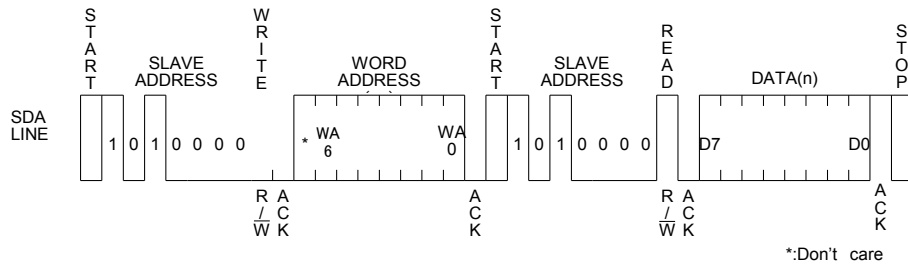 START
WRITE
START
READ
STOP
SLAVE
ADDRESS
WORD
ADDRESS
SLAVE
ADDRESS
DATA(n)
SDA
LINE
1 0 1 0 0 0 0
* WA
6
WA
0
1 0 1 0 0 0 0
D7
D0
R/W
ACK
ACK
R/W
ACK
ACK
*:Don't care